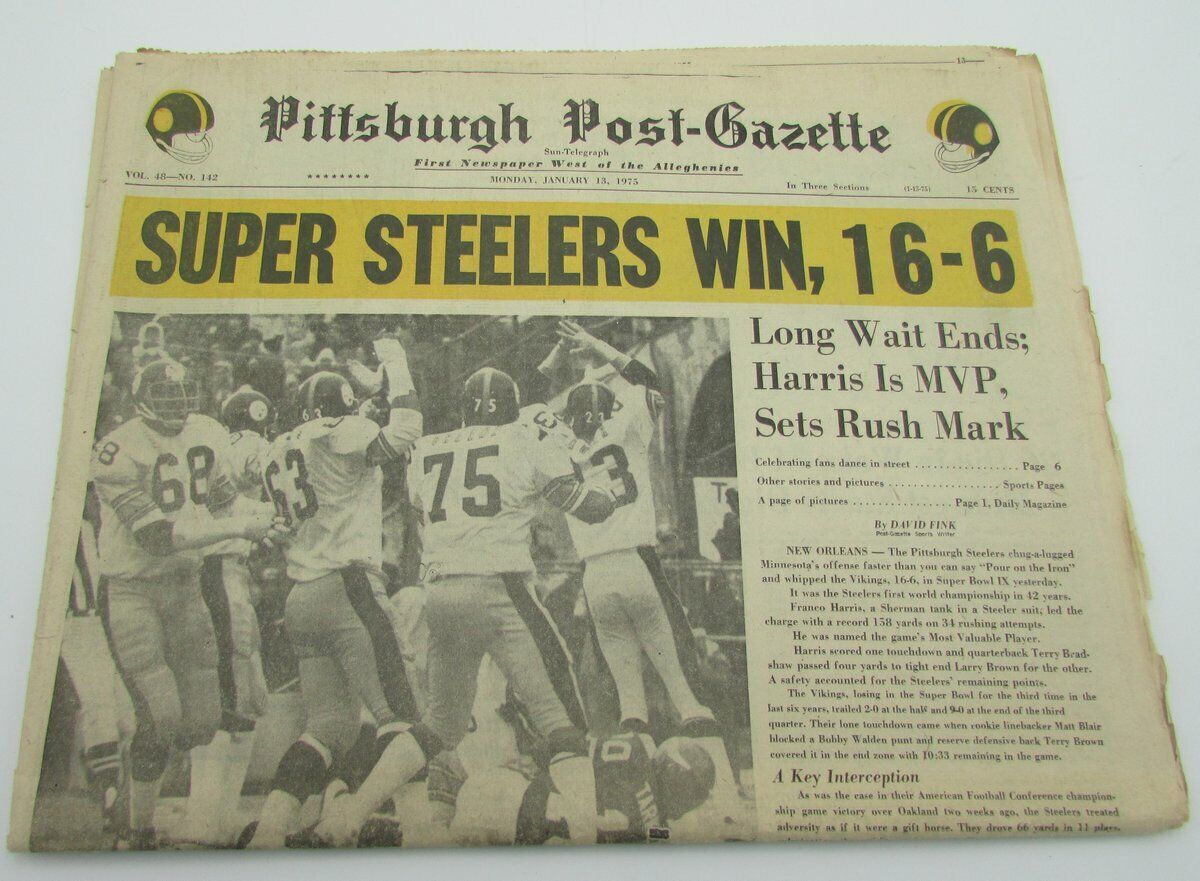 13
Pittsburgh Post-Gazette
Sun-Telegraph
First Newspaper West of the Alleghenies
VOL. 48—NO. 142
********
MONDAY, JANUARY 13, 1975
In Three Sections
(1-13-75)
15 CENTS
SUPER STEELERS WIN, 16-6
68
68
63
63
75
75
23
3
0
Long Wait Ends;
Harris Is MVP,
Sets Rush Mark
Celebrating fans dance in street ................. Page 6
Other stories and pictures .................. Sports Pages
A page of pictures ................ Page 1, Daily Magazine
By DAVID FINK
Post-Gazette Sports Writer
NEW ORLEANS — The Pittsburgh Steelers chug-a-lugged
Minnesota's offense faster than you can say "Pour on the Iron"
and whipped the Vikings, 16-6, in Super Bowl IX yesterday.
It was the Steelers first world championship in 42 years.
Franco Harris, a Sherman tank in a Steeler suit, led the
charge with a record 158 yards on 34 rushing attempts.
He was named the game's Most Valuable Player.
Harris scored one touchdown and quarterback Terry Brad-
shaw passed four yards to tight end Larry Brown for the other.
A safety accounted for the Steelers' remaining points.
The Vikings, losing in the Super Bowl for the third time in the
last six years, trailed 2-0 at the half and 9-0 at the end of the third
quarter. Their lone touchdown came when rookie linebacker Matt Blair
blocked a Bobby Walden punt and reserve defensive back Terry Brown
covered it in the end zone with 10:33 remaining in the game.
A Key Interception
As was the case in their American Football Conference champion-
ship game victory over Oakland two weeks ago, the Steelers treated
adversity as if it were a gift horse. They drove 66 yards in 11 plays,